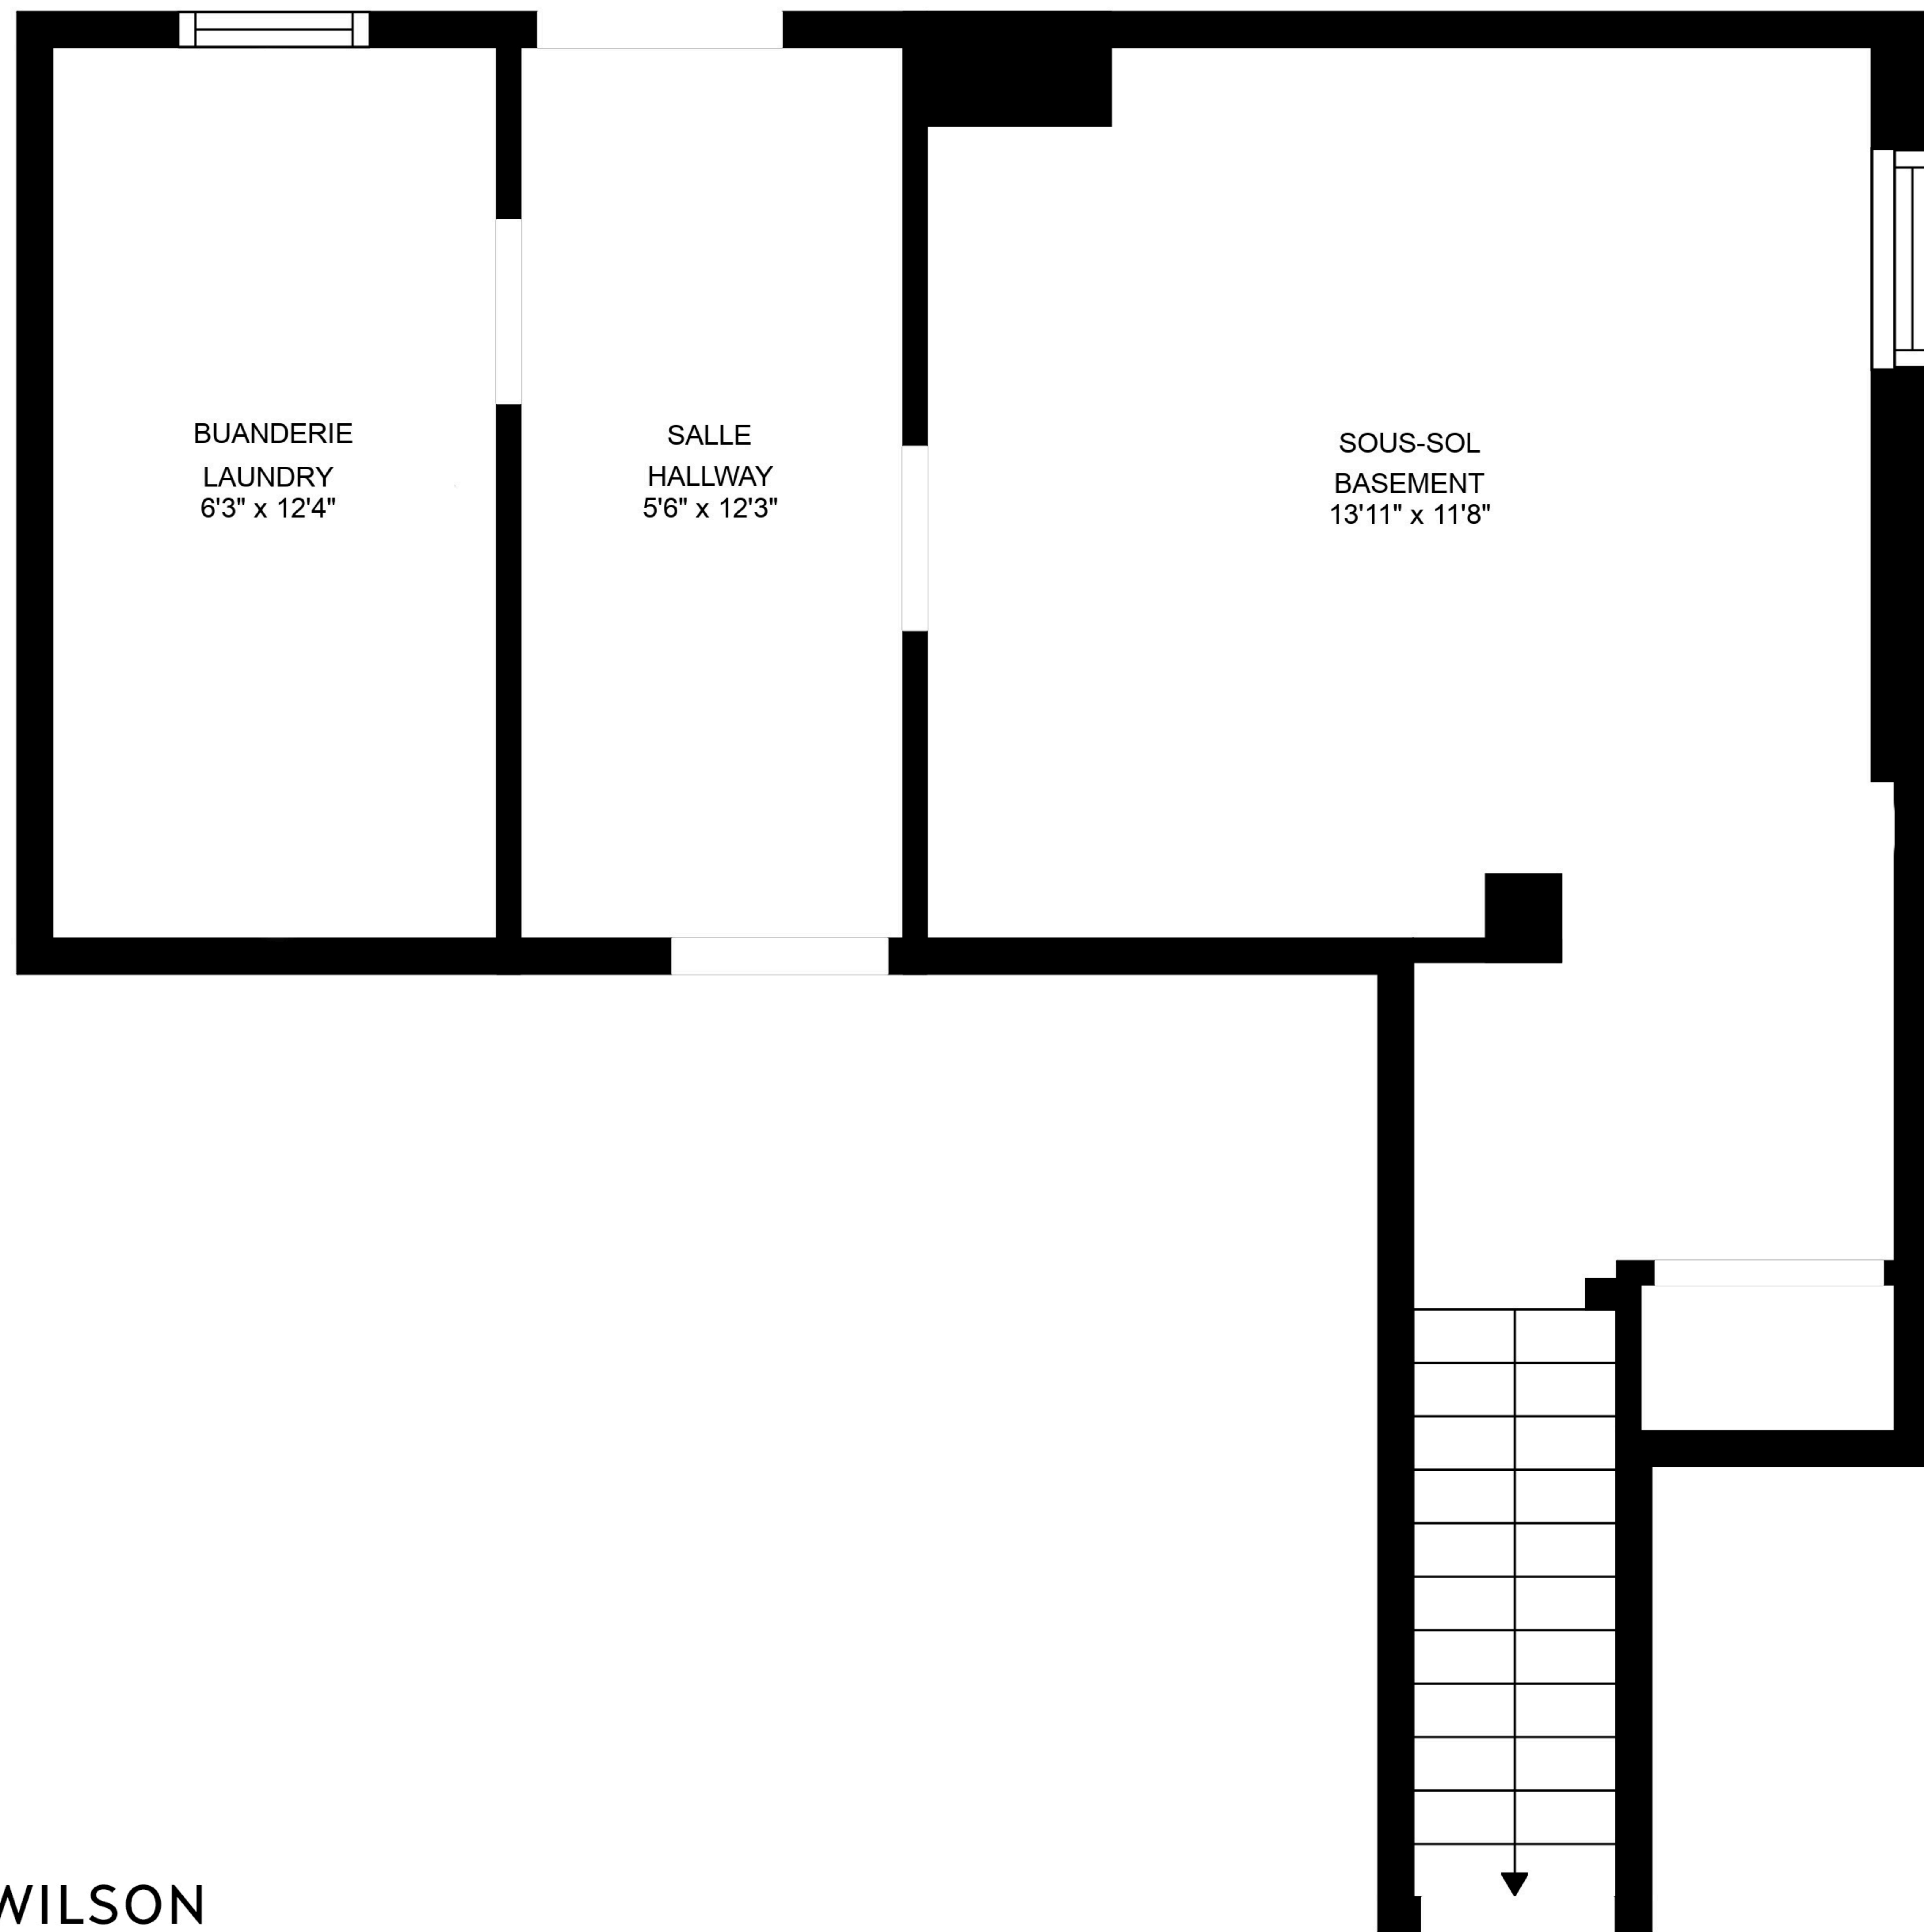 BUANDERIE
LAUNDRY
6'3" x 12'4"
SALLE
HALLWAY
5'6" x 12'3"
SOUS-SOL
BASEMENT
13'11" x 11'8"
WILSON